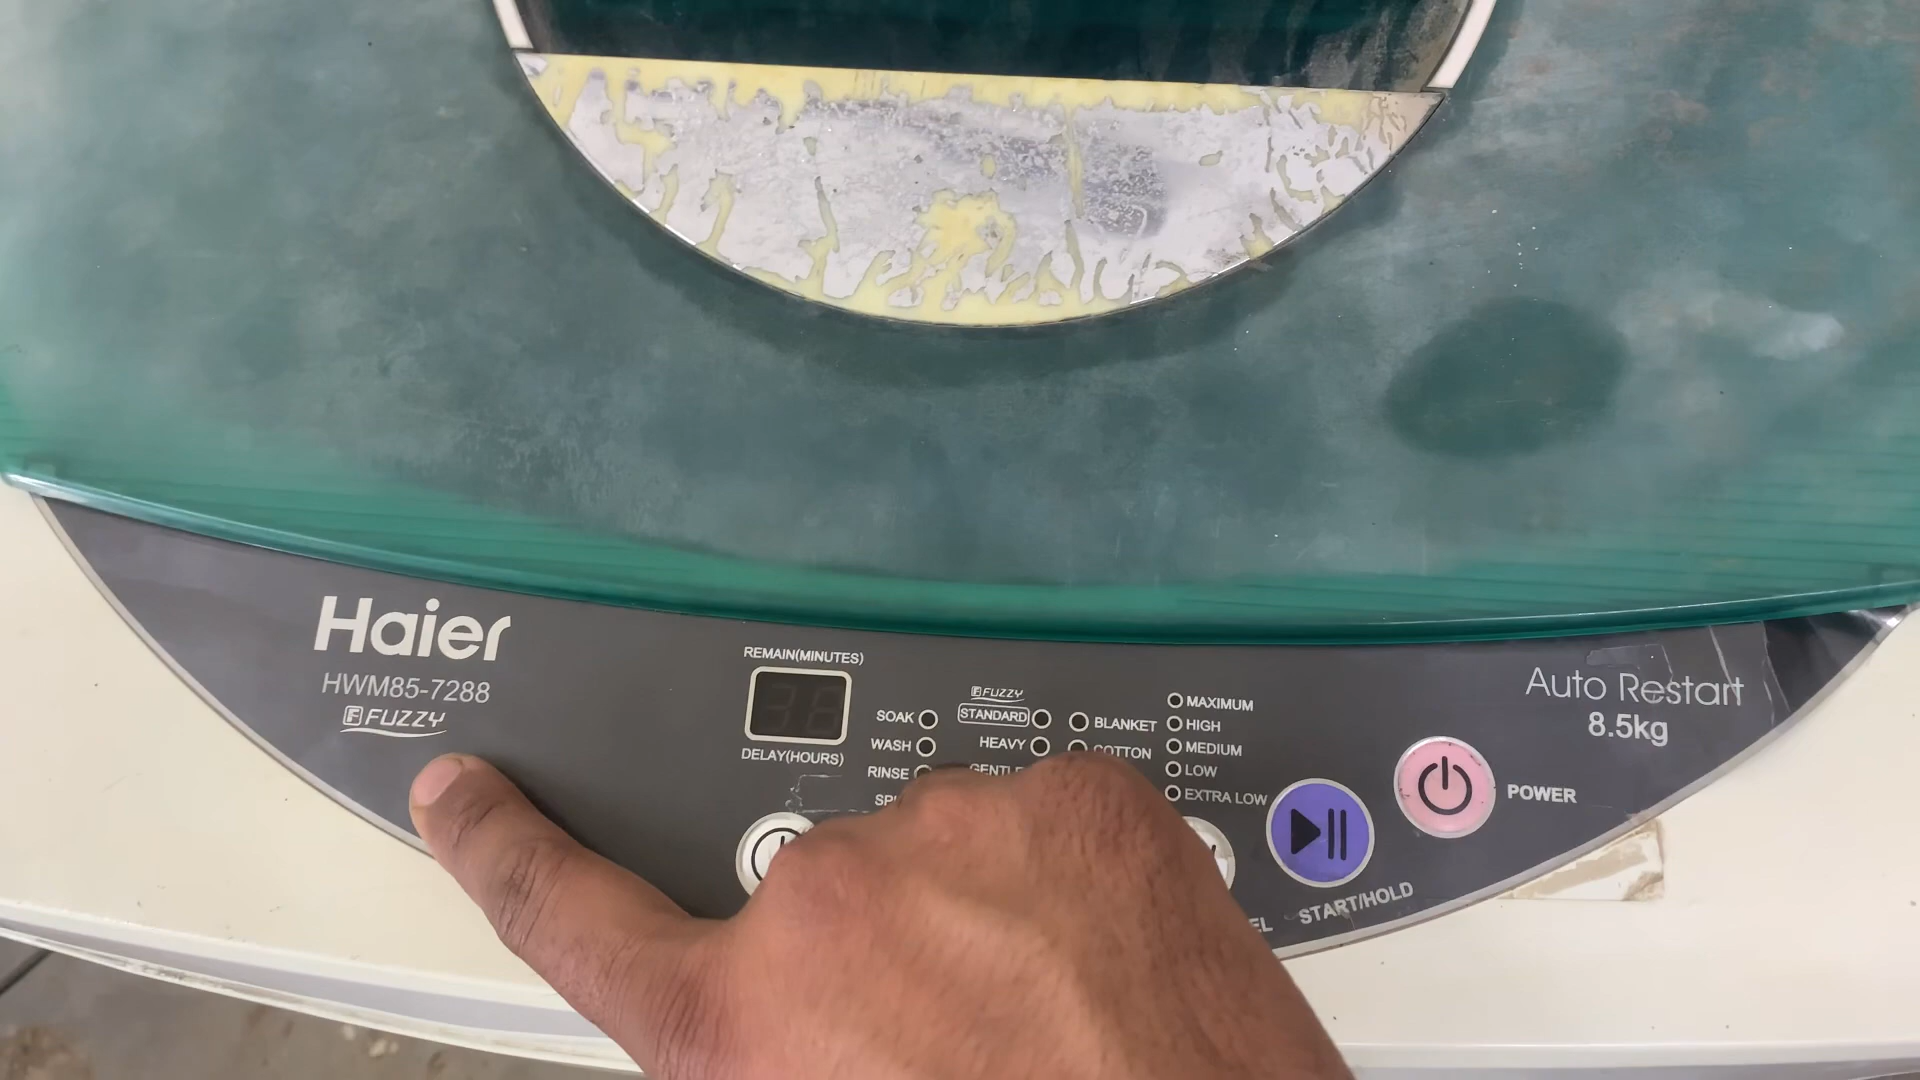 Haier
HWM85-7288
FUZZY
REMAIN(MINUTES)
DELAY(HOURS)
SOAK
WASH
RINSE
FUZZY
STANDARD
HEAVY
BLANKET
COTTON
MAXIMUM
HIGH
MEDIUM
LOW
EXTRA LOW
START/HOLD
POWER
Auto Restart
8.5kg